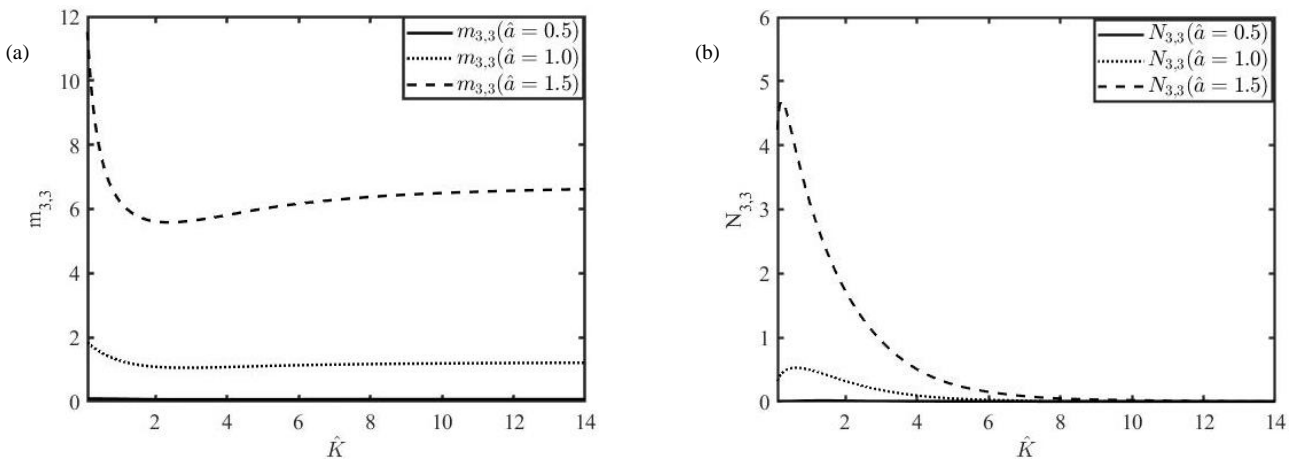 (a)
12
10
8
6
4
2
0
m3,3
2
4
6
8
10
12
14
K̂
m3,3(â = 0.5)
m3,3(â = 1.0)
m3,3(â = 1.5)
(b)
6
5
4
3
2
1
0
N3,3
2
4
6
8
10
12
14
K̂
N3,3(â = 0.5)
N3,3(â = 1.0)
N3,3(â = 1.5)